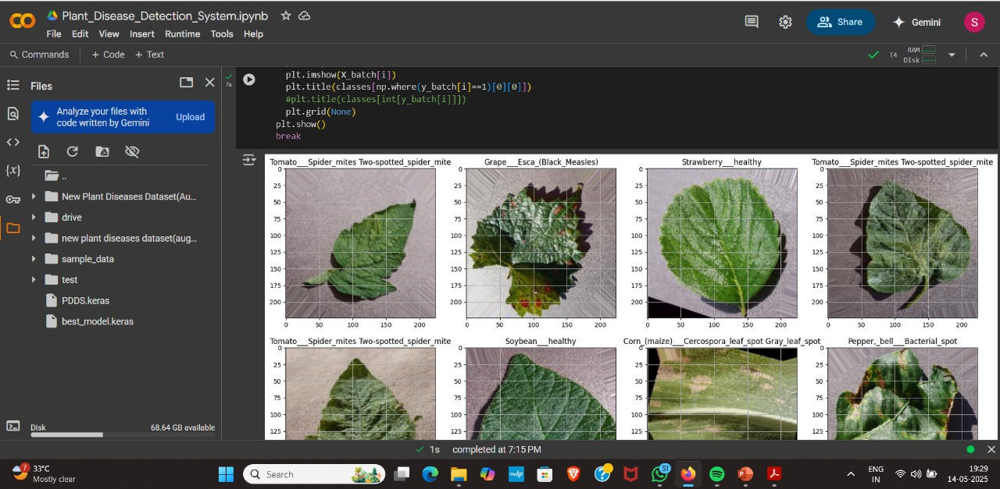 Plant_Disease_Detection_System.ipynb
File Edit View Insert Runtime Tools Help
Share
Gemini
S
Commands
+ Code + Text
T4
RAM
Disk
Files
Analyze your files with
code written by Gemini
Upload
..
New Plant Diseases Dataset(Au...
drive
new plant diseases dataset(aug...
sample_data
test
PDDS.keras
best_model.keras
Disk
68.64 GB available
7s
plt.imshow(X_batch[i])
plt.title(classes[np.where(y_batch[i]==1)[0][0]])
#plt.title(classes[int[y_batch[i]]])
plt.grid(None)
plt.show()
break
Tomato___Spider_mites Two-spotted_spider_mite
0
25
50
75
100
125
150
175
200
0 50 100 150 200
Grape___Esca_(Black_Measles)
0
25
50
75
100
125
150
175
200
0 50 100 150 200
Strawberry___healthy
0
25
50
75
100
125
150
175
200
0 50 100 150 200
Tomato___Spider_mites Two-spotted_spider_mite
0
25
50
75
100
125
150
175
200
0 50 100 150 200
Tomato___Spider_mites Two-spotted_spider_mite
0
25
50
75
100
125
Soybean___healthy
0
25
50
75
100
125
Corn_(maize)___Cercospora_leaf_spot Gray_leaf_spot
0
25
50
75
100
125
Pepper,_bell___Bacterial_spot
0
25
50
75
100
125
1s completed at 7:15 PM
7
33°C
Mostly clear
Search
myhp
51
ENG
IN
19:29
14-05-2025